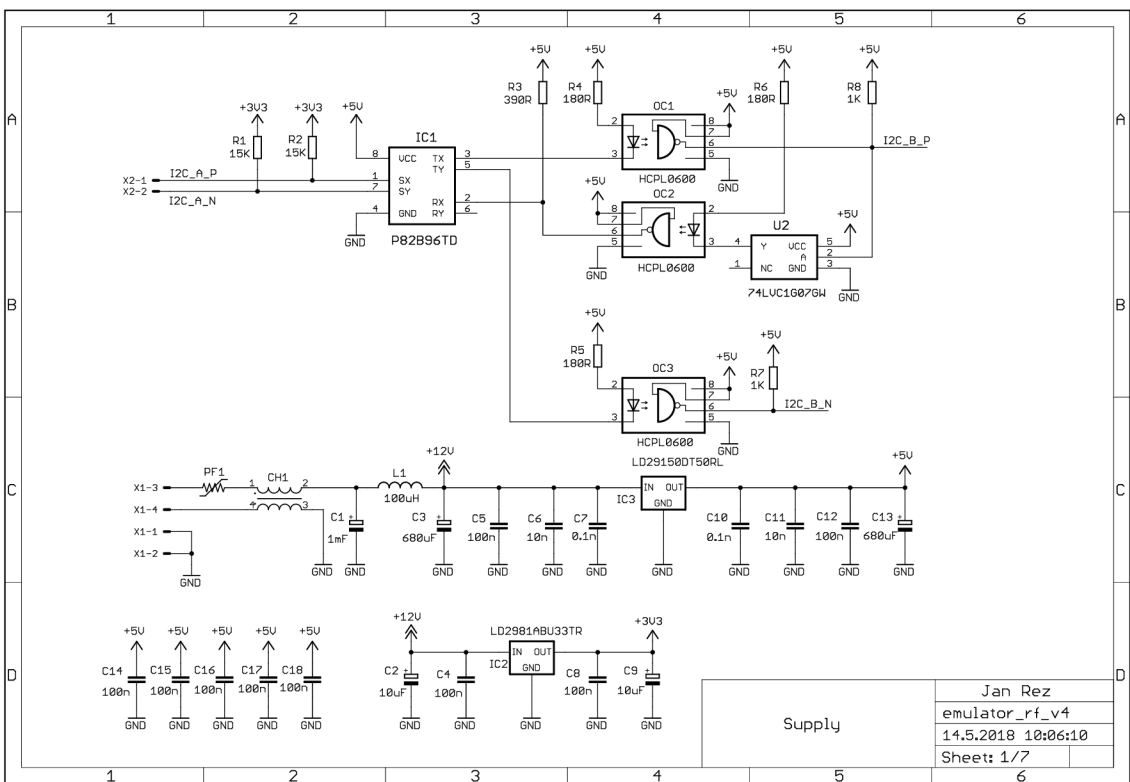 1 2 3 4 5 6
A
A
B
B
C
C
D
D
+3V3
R1
15K
+3V3
R2
15K
+5V
IC1
8 VCC TX 3
TY 5
1 SX
7 SY
RX 2
4 GND RY 6
P82B96TD
GND
X2-1 I2C_A_P
X2-2 I2C_A_N
+5V
R3
390R
+5V
R4
180R
OC1
2
3
8
7
6
5
HCPL0600
+5V
GND
+5V
R6
180R
+5V
R8
1K
I2C_B_P
OC2
+5V
8
7
6
5
2
3
HCPL0600
GND
U2
4 Y VCC 5
A 2
1 NC GND 3
74LVC1G07GW
+5V
GND
+5V
R5
180R
OC3
2
3
8
7
6
5
HCPL0600
+5V
GND
+5V
R7
1K
I2C_B_N
X1-3
X1-4
X1-1
X1-2
GND
PF1
CH1
1 2
4 3
GND
C1
1mF
+
GND
L1
100uH
+12V
C3
680uF
+
GND
C5
100n
GND
C6
10n
GND
C7
0.1n
GND
LD29150DT50RL
IN OUT
GND
IC3
GND
C10
0.1n
GND
C11
10n
GND
C12
100n
GND
+5V
C13
680uF
+
GND
+5V
C14
100n
GND
+5V
C15
100n
GND
+5V
C16
100n
GND
+5V
C17
100n
GND
+5V
C18
100n
GND
+12V
C2
10uF
+
GND
C4
100n
GND
LD2981ABU33TR
IN OUT
GND
IC2
GND
C8
100n
GND
+3V3
C9
10uF
+
GND
Supply
Jan Rez
emulator_rf_v4
14.5.2018 10:06:10
Sheet: 1/7
1 2 3 4 5 6